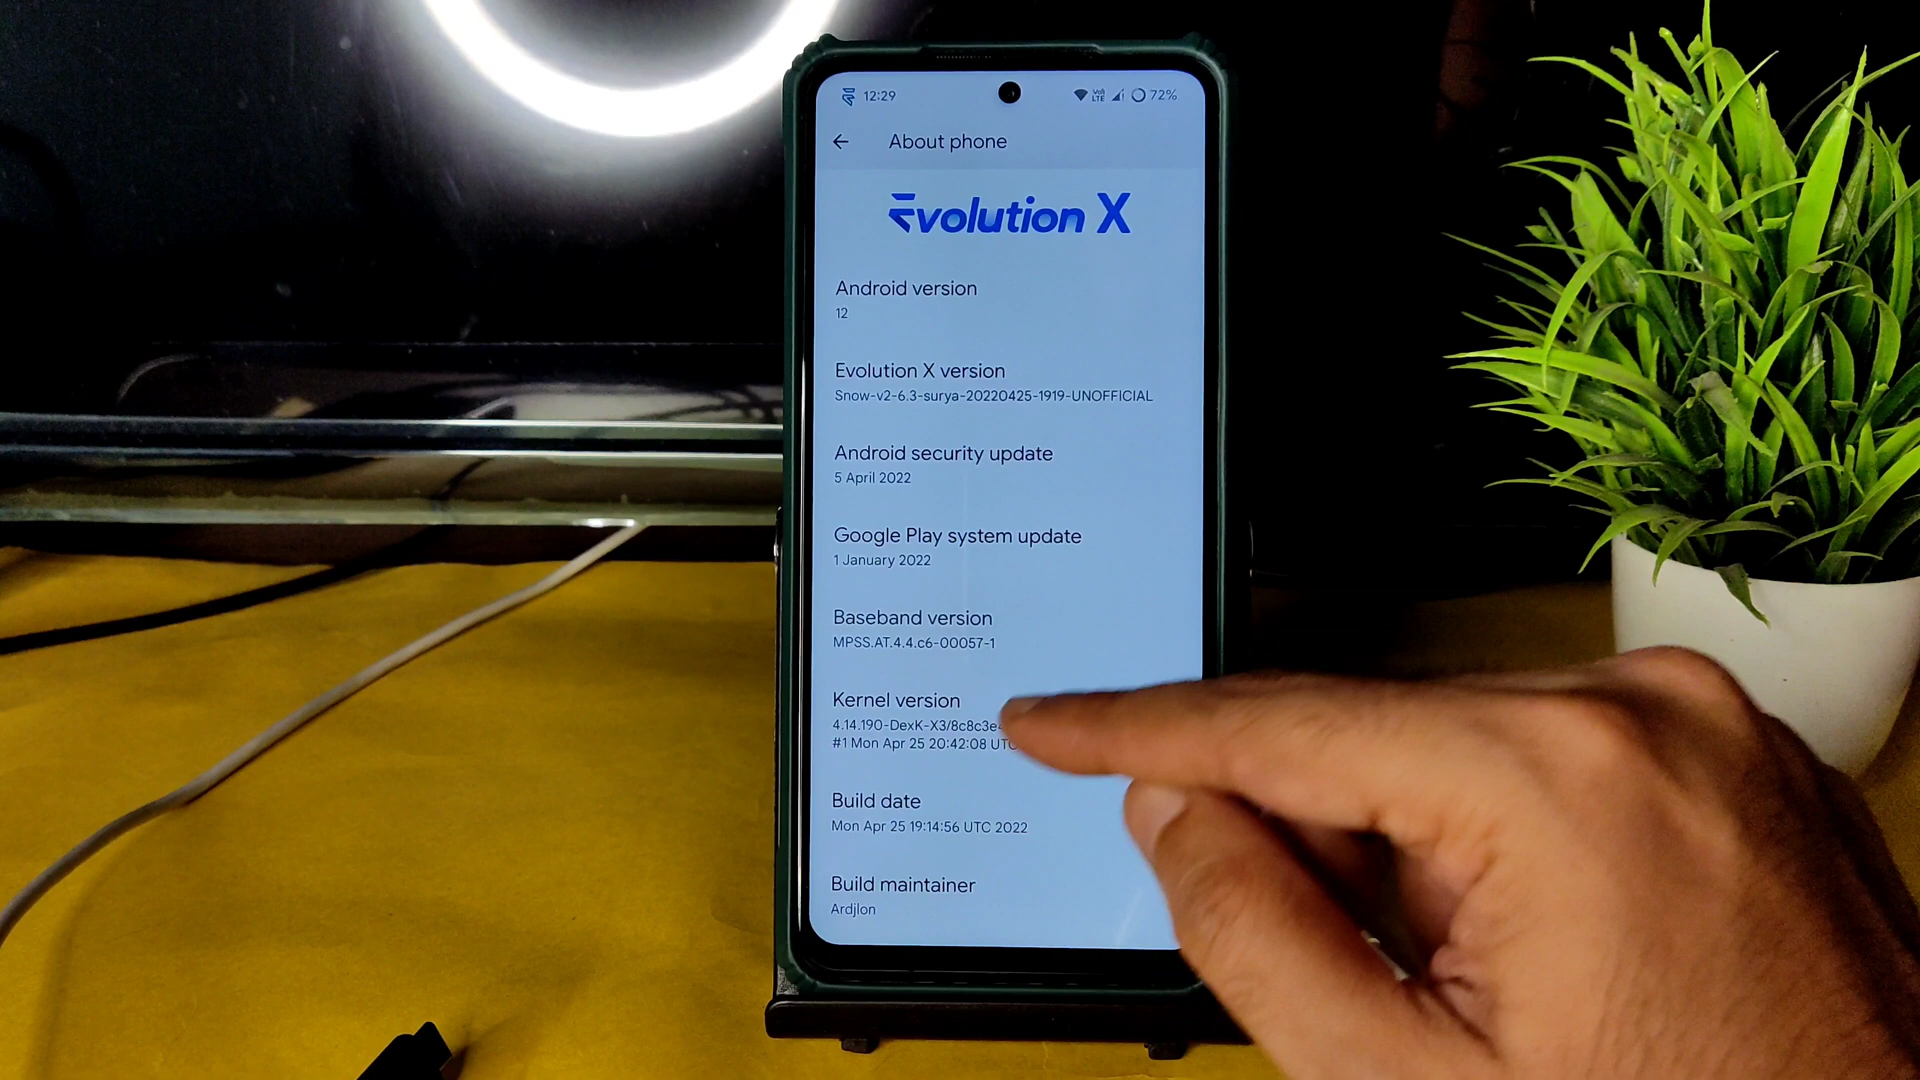 12:29
Vo) LTE
72%
About phone
Evolution X
Android version
12
Evolution X version
Snow-v2-6.3-surya-20220425-1919-UNOFFICIAL
Android security update
5 April 2022
Google Play system update
1 January 2022
Baseband version
MPSS.AT.4.4.c6-00057-1
Kernel version
4.14.190-DexK-X3/8c8c3e
#1 Mon Apr 25 20:42:08 UTC
Build date
Mon Apr 25 19:14:56 UTC 2022
Build maintainer
Ardjlon